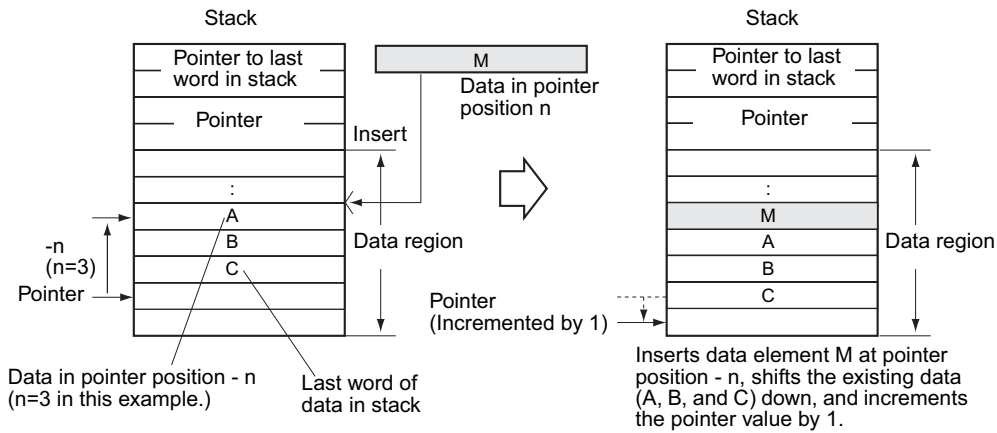 Stack
Pointer to last
word in stack
Pointer
M
Data in pointer
position n
Insert
:
A
B
C
Data region
-n
(n=3)
Pointer
Data in pointer position - n
(n=3 in this example.)
Last word of
data in stack
Stack
Pointer to last
word in stack
Pointer
:
M
A
B
C
Data region
Pointer
(Incremented by 1)
Inserts data element M at pointer
position - n, shifts the existing data
(A, B, and C) down, and increments
the pointer value by 1.